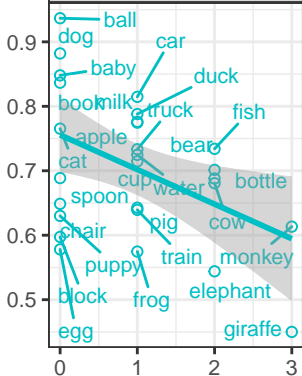 ball
dog
0.9
car
baby
duck
book
milk
0.8
truck
fish
apple
bear
0.7
cat
cup
water
bottle
spoon
pig
cow
0.6
chair
train
monkey
puppy
block
frog
elephant
0.5
egg
giraffe
0 1 2 3